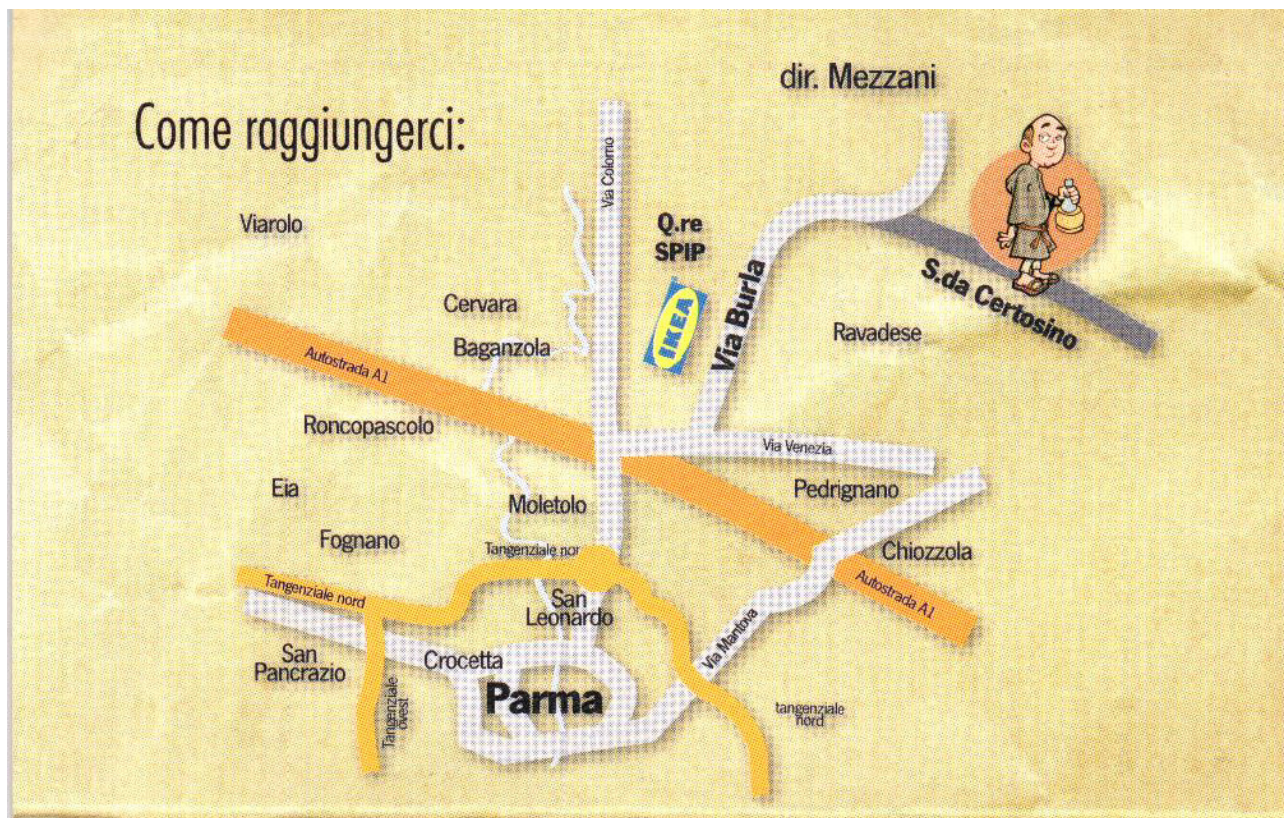 dir. Mezzani
Come raggiungerci:
Via Colorno
Viarolo
Q.re
SPIP
IKEA
Via Burla
S.da Certosino
Cervara
Ravadese
Baganzola
Autostrada A1
Roncopascolo
Via Venezia
Eia
Pedrignano
Moletolo
Fognano
Tangenziale nor
Chiozzola
Tangenziale nord
Autostrada A1
San
Leonardo
Via Mantova
San
Pancrazio
Crocetta
Parma
Tangenziale
ovest
tangenziale
nord